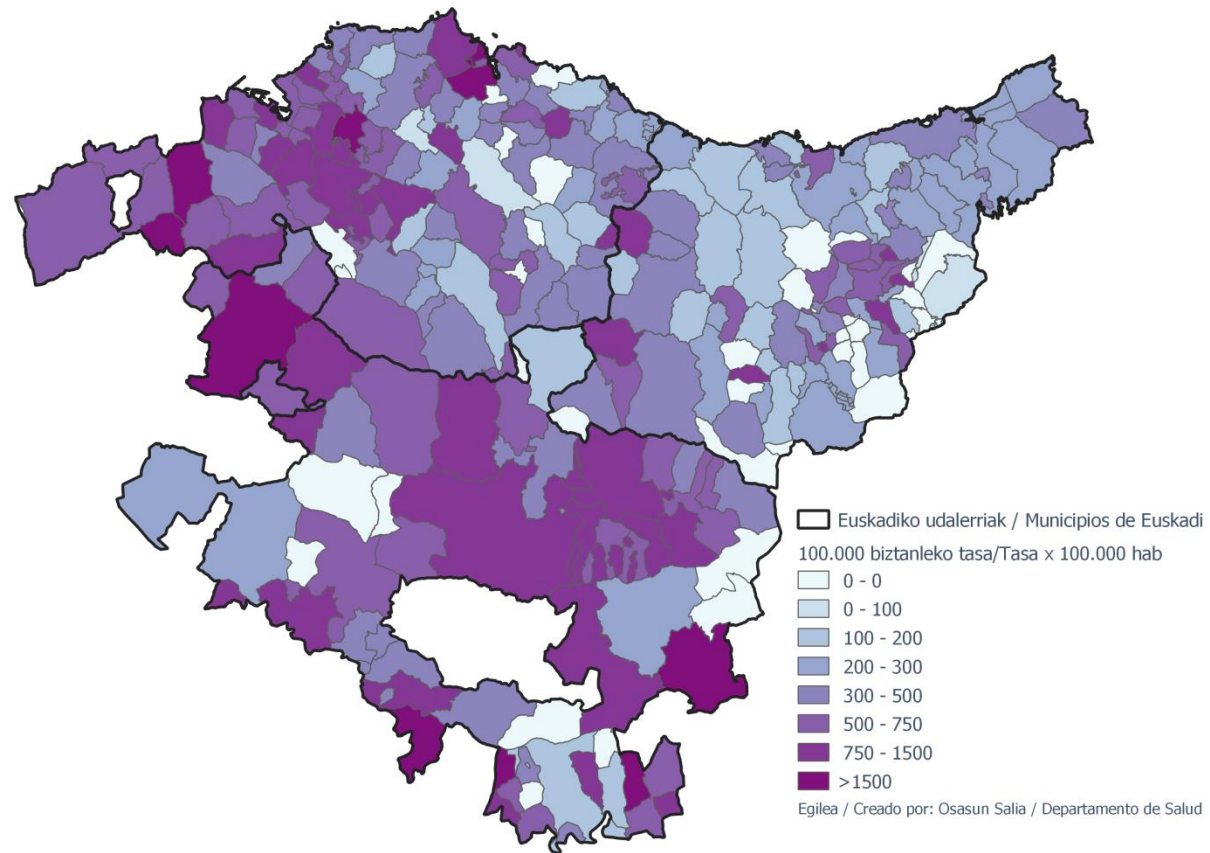 Euskadiko udalerriak / Municipios de Euskadi
100.000 biztanleko tasa/Tasa x 100.000 hab
0 - 0
0 - 100
100 - 200
200 - 300
300 - 500
500 - 750
750 - 1500
>1500
Egilea / Creado por: Osasun Salia / Departamento de Salud